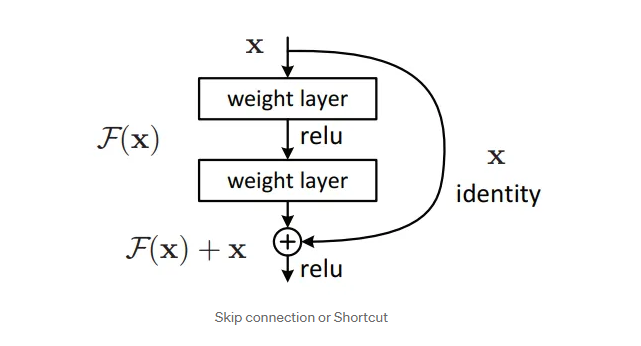 x
weight layer
relu
F(x)
weight layer
x
identity
F(x) + x
+
relu
Skip connection or Shortcut